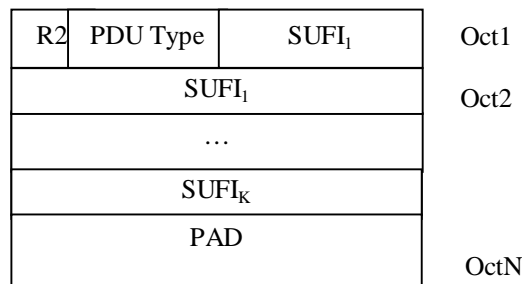 R2 PDU Type SUFI₁ Oct1
SUFI₁ Oct2
…
SUFIK
PAD
OctN